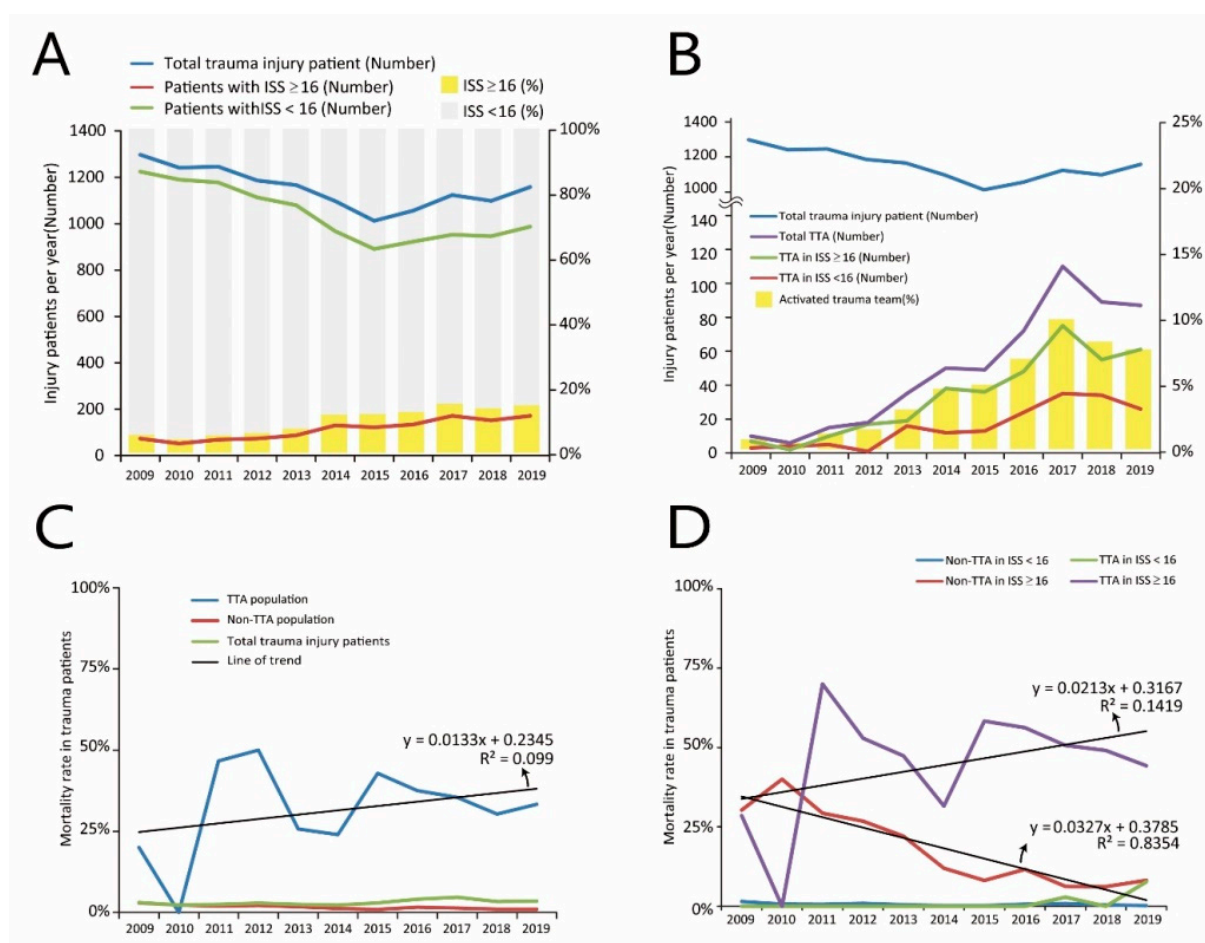 A
Total trauma injury patient (Number)
Patients with ISS ≥ 16 (Number)
Patients withISS < 16 (Number)
ISS ≥ 16 (%)
ISS < 16 (%)
Injury patients per year(Number)
1400
1200
1000
800
600
400
200
0
100%
80%
60%
40%
20%
0%
2009 2010 2011 2012 2013 2014 2015 2016 2017 2018 2019
B
Injury patients per year(Number)
1400
1200
1000
140
120
100
80
60
40
20
0
25%
20%
15%
10%
5%
0%
Total trauma injury patient (Number)
Total TTA (Number)
TTA in ISS ≥ 16 (Number)
TTA in ISS <16 (Number)
Activated trauma team(%)
2009 2010 2011 2012 2013 2014 2015 2016 2017 2018 2019
C
Mortality rate in trauma patients
100%
75%
50%
25%
0%
TTA population
Non-TTA population
Total trauma injury patients
Line of trend
y = 0.0133x + 0.2345
R² = 0.099
2009 2010 2011 2012 2013 2014 2015 2016 2017 2018 2019
D
Non-TTA in ISS < 16
TTA in ISS < 16
Non-TTA in ISS ≥ 16
TTA in ISS ≥ 16
Mortality rate in trauma patients
100%
75%
50%
25%
0%
y = 0.0213x + 0.3167
R² = 0.1419
y = 0.0327x + 0.3785
R² = 0.8354
2009 2010 2011 2012 2013 2014 2015 2016 2017 2018 2019